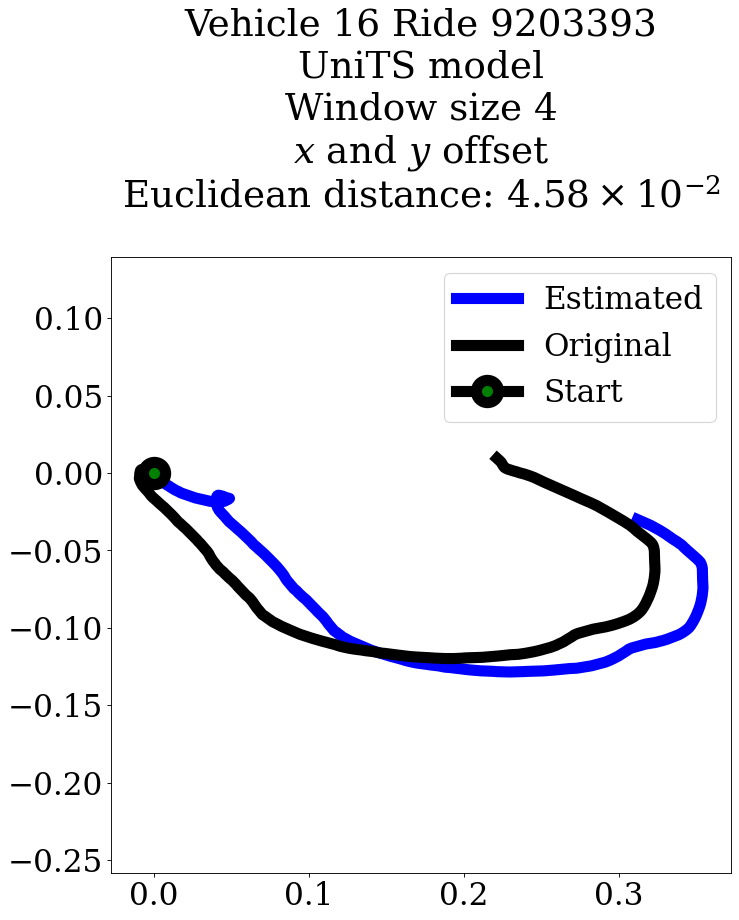 Vehicle 16 Ride 9203393
UniTS model
Window size 4
x and y offset
Euclidean distance: 4.58 × 10⁻²
Estimated
Original
Start
0.10
0.05
0.00
−0.05
−0.10
−0.15
−0.20
−0.25
0.0 0.1 0.2 0.3